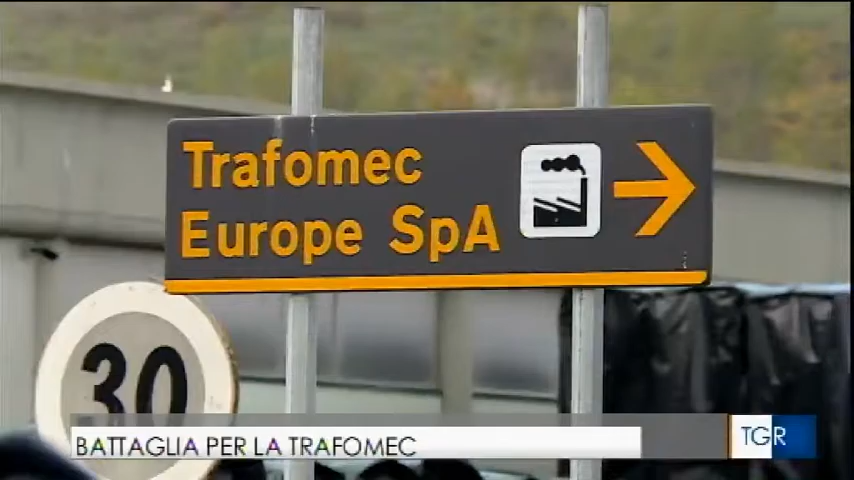 Trafomec
Europe SpA
30
BATTAGLIA PER LA TRAFOMEC
TGR